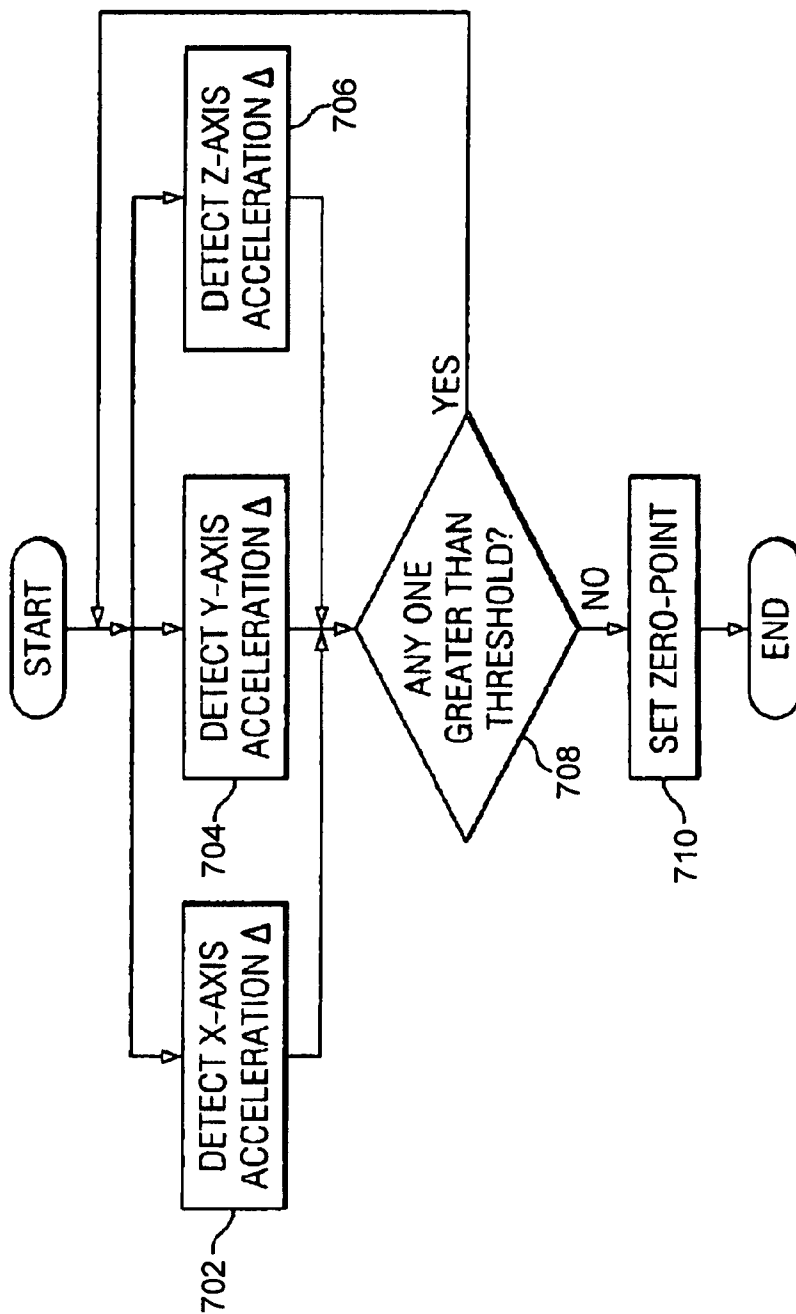 START
DETECT X-AXIS
ACCELERATION Δ
702
DETECT Y-AXIS
ACCELERATION Δ
704
DETECT Z-AXIS
ACCELERATION Δ
706
ANY ONE
GREATER THAN
THRESHOLD?
708
YES
NO
SET ZERO-POINT
710
END